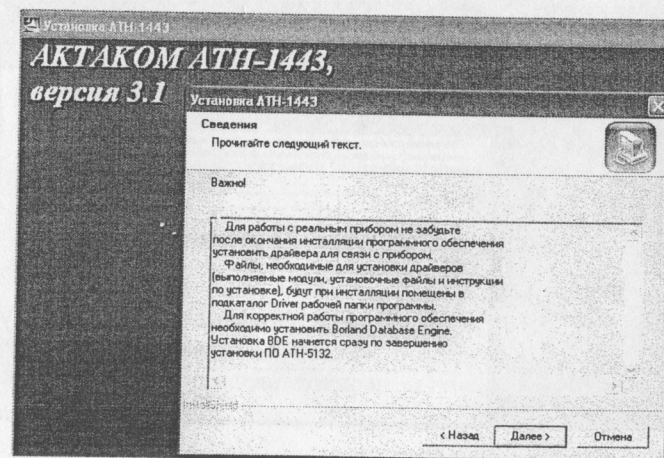 Установка АТН-1443
АКТАКОМ АТН-1443,
версия 3.1
Установка АТН-1443
Сведения
Прочитайте следующий текст.
Важно!
Для работы с реальным прибором не забудьте
после окончания инсталляции программного обеспечения
установить драйвера для связи с прибором.
Файлы, необходимые для установки драйверов
(выполняемые модули, установочные файлы и инструкции
по установке), будут при инсталляции помещены в
подкаталог Driver рабочей папки программы.
Для корректной работы программного обеспечения
необходимо установить Borland Database Engine.
Установка BDE начнется сразу по завершению
установки ПО АТН-5132.
InstallShield
< Назад
Далее >
Отмена